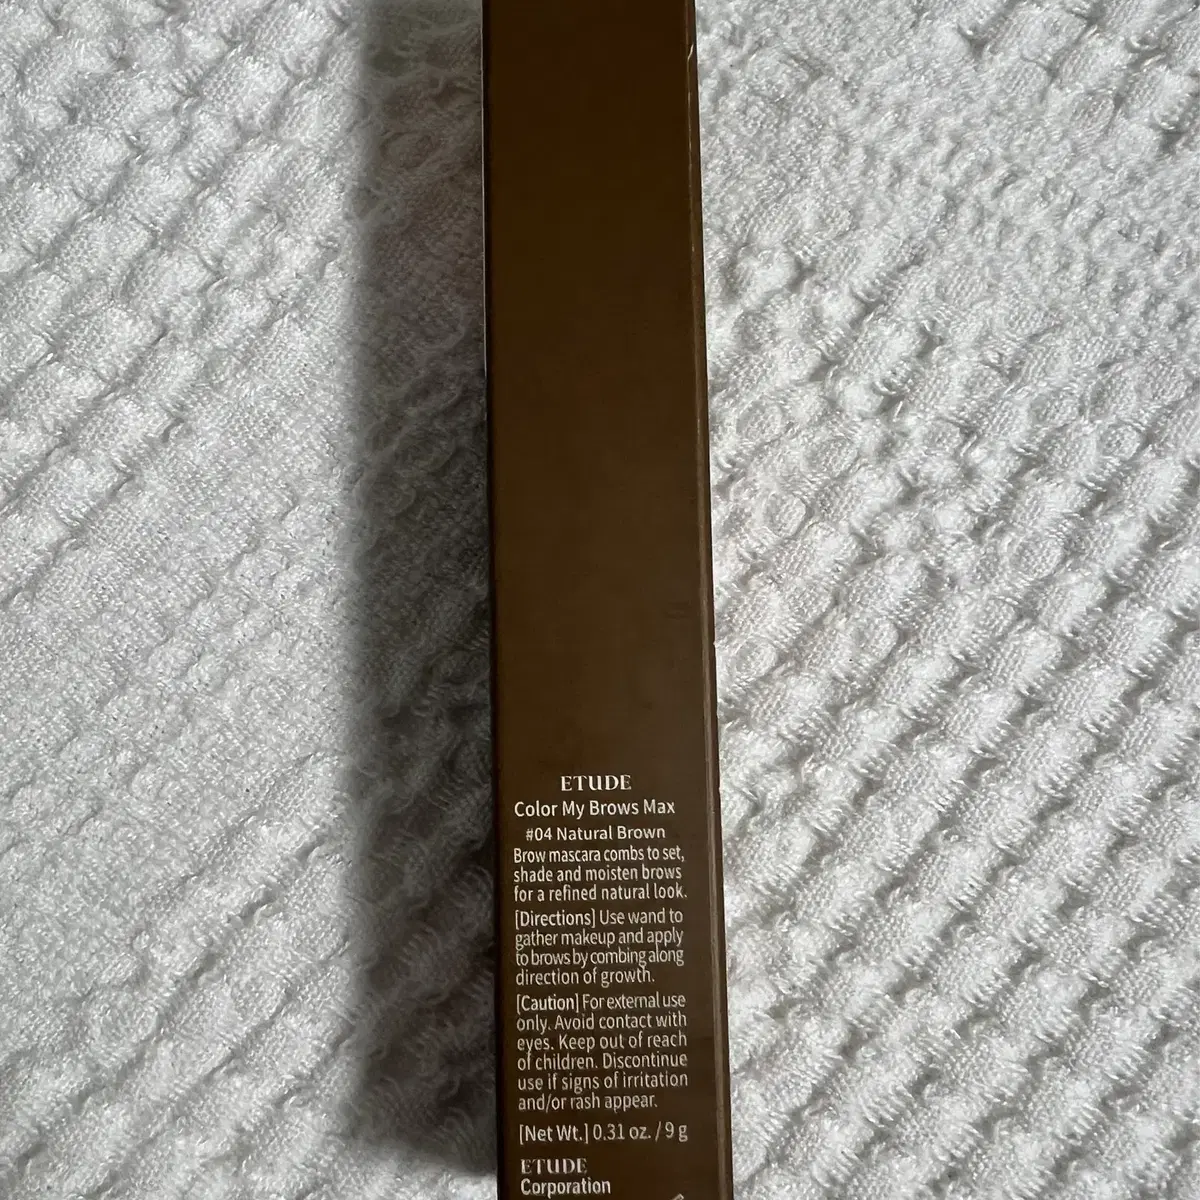 ETUDE
Color My Brows Max
#04 Natural Brown
Brow mascara combs to set,
shade and moisten brows
for a refined natural look.
[Directions] Use wand to
gather makeup and apply
to brows by combing along
direction of growth.
[Caution] For external use
only. Avoid contact with
eyes. Keep out of reach
of children. Discontinue
use if signs of irritation
and/or rash appear.
[Net Wt.] 0.31 oz. / 9 g
ETUDE
Corporation